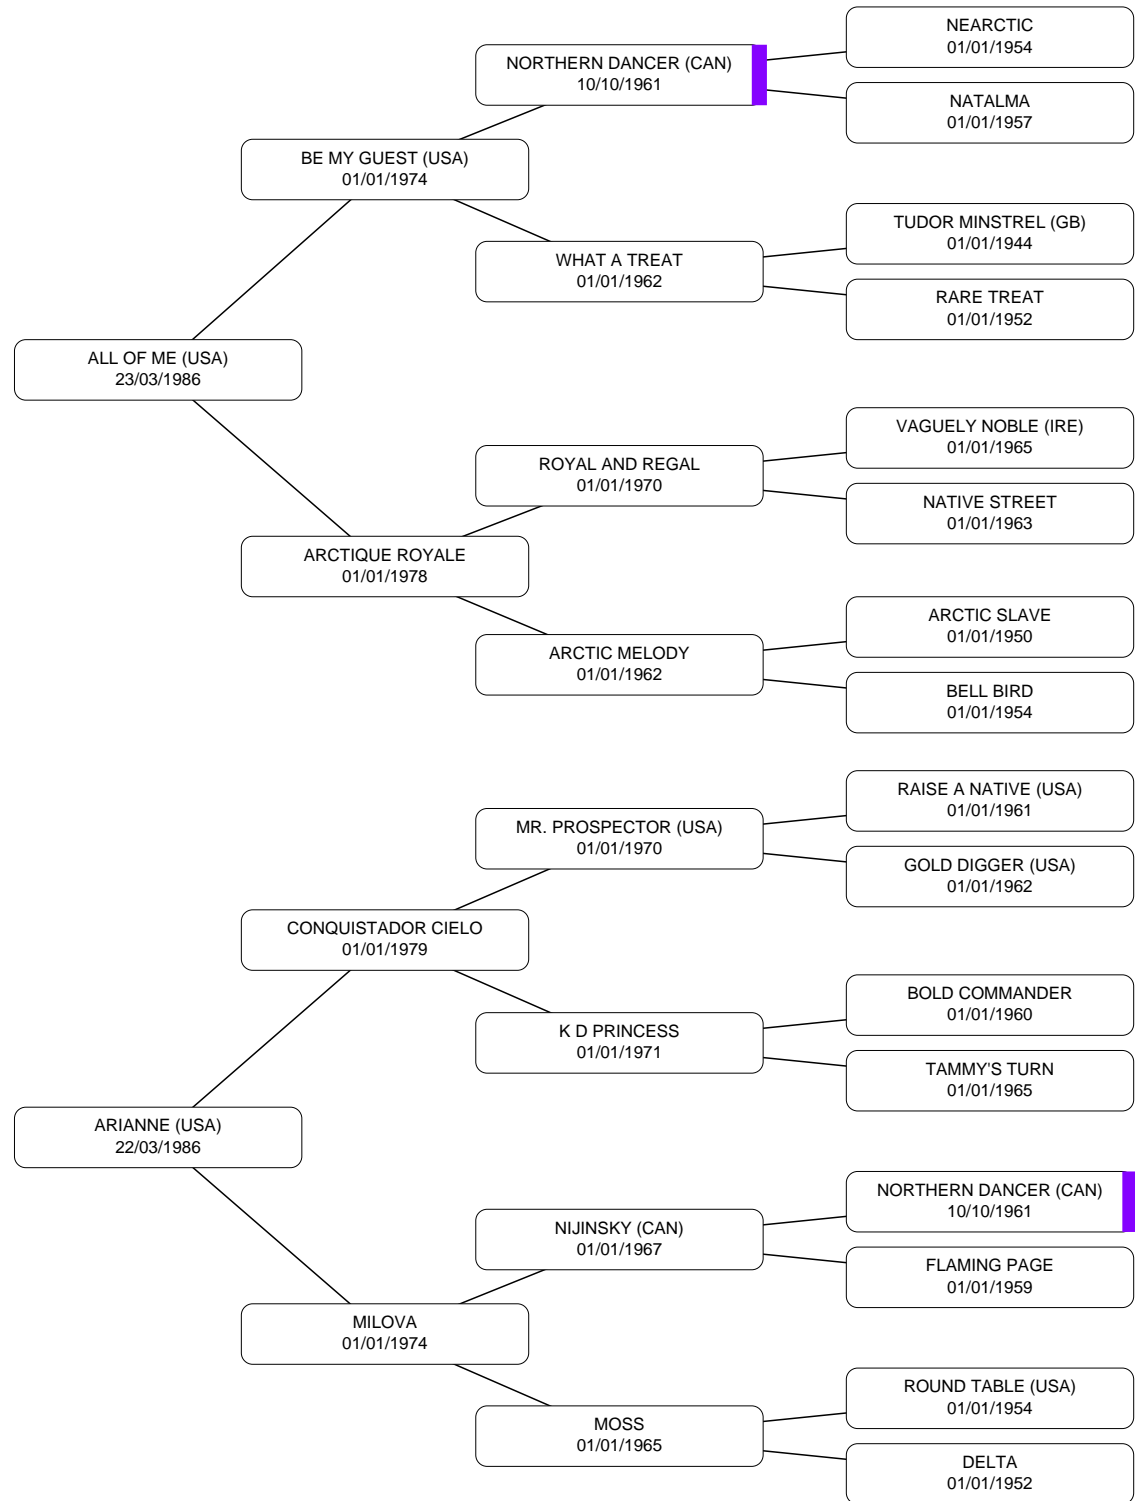 NEARCTIC
01/01/1954
NORTHERN DANCER (CAN)
10/10/1961
NATALMA
01/01/1957
BE MY GUEST (USA)
01/01/1974
TUDOR MINSTREL (GB)
01/01/1944
WHAT A TREAT
01/01/1962
RARE TREAT
01/01/1952
ALL OF ME (USA)
23/03/1986
VAGUELY NOBLE (IRE)
01/01/1965
ROYAL AND REGAL
01/01/1970
NATIVE STREET
01/01/1963
ARCTIQUE ROYALE
01/01/1978
ARCTIC SLAVE
01/01/1950
ARCTIC MELODY
01/01/1962
BELL BIRD
01/01/1954
RAISE A NATIVE (USA)
01/01/1961
MR. PROSPECTOR (USA)
01/01/1970
GOLD DIGGER (USA)
01/01/1962
CONQUISTADOR CIELO
01/01/1979
BOLD COMMANDER
01/01/1960
K D PRINCESS
01/01/1971
TAMMY'S TURN
01/01/1965
ARIANNE (USA)
22/03/1986
NORTHERN DANCER (CAN)
10/10/1961
NIJINSKY (CAN)
01/01/1967
FLAMING PAGE
01/01/1959
MILOVA
01/01/1974
ROUND TABLE (USA)
01/01/1954
MOSS
01/01/1965
DELTA
01/01/1952